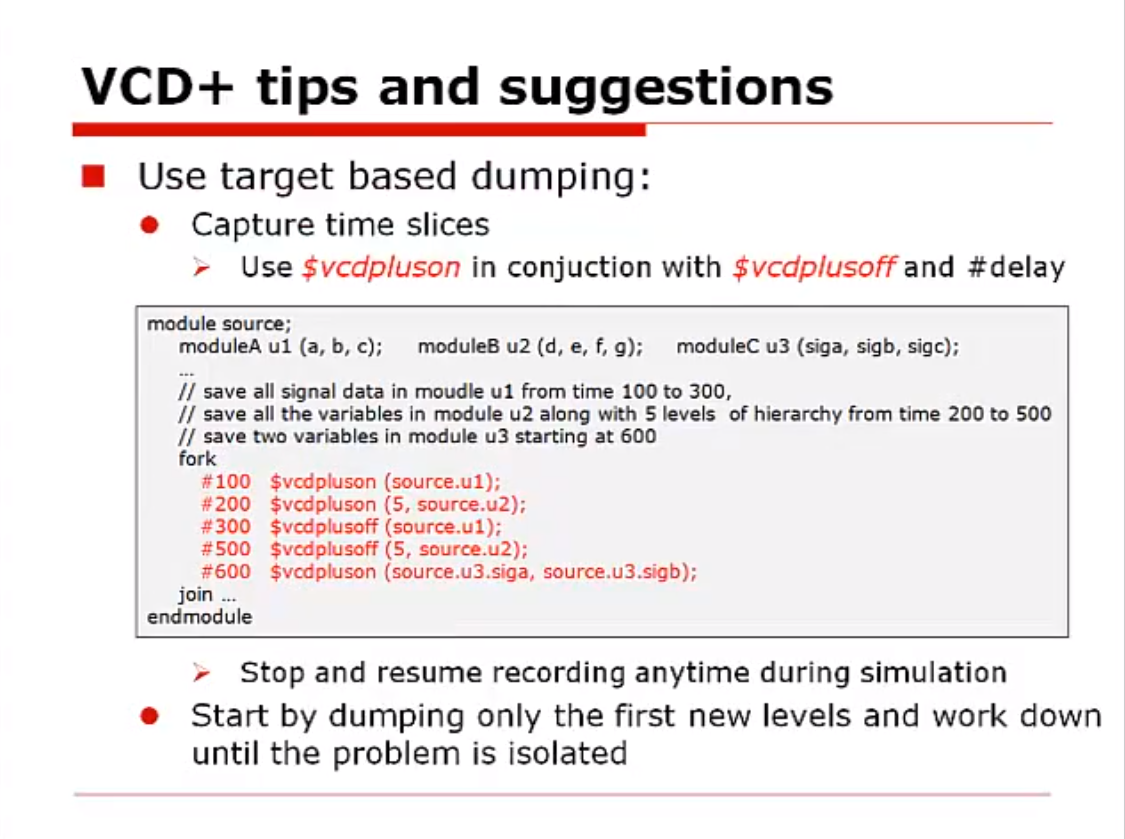 VCD+ tips and suggestions
Use target based dumping:
Capture time slices
Use $vcdpluson in conjuction with $vcdplusoff and #delay
module source;
moduleA u1 (a, b, c);    moduleB u2 (d, e, f, g);    moduleC u3 (siga, sigb, sigc);
...
// save all signal data in moudle u1 from time 100 to 300,
// save all the variables in module u2 along with 5 levels  of hierarchy from time 200 to 500
// save two variables in module u3 starting at 600
fork
#100   $vcdpluson (source.u1);
#200   $vcdpluson (5, source.u2);
#300   $vcdplusoff (source.u1);
#500   $vcdplusoff (5, source.u2);
#600   $vcdpluson (source.u3.siga, source.u3.sigb);
join ...
endmodule
Stop and resume recording anytime during simulation
Start by dumping only the first new levels and work down
until the problem is isolated